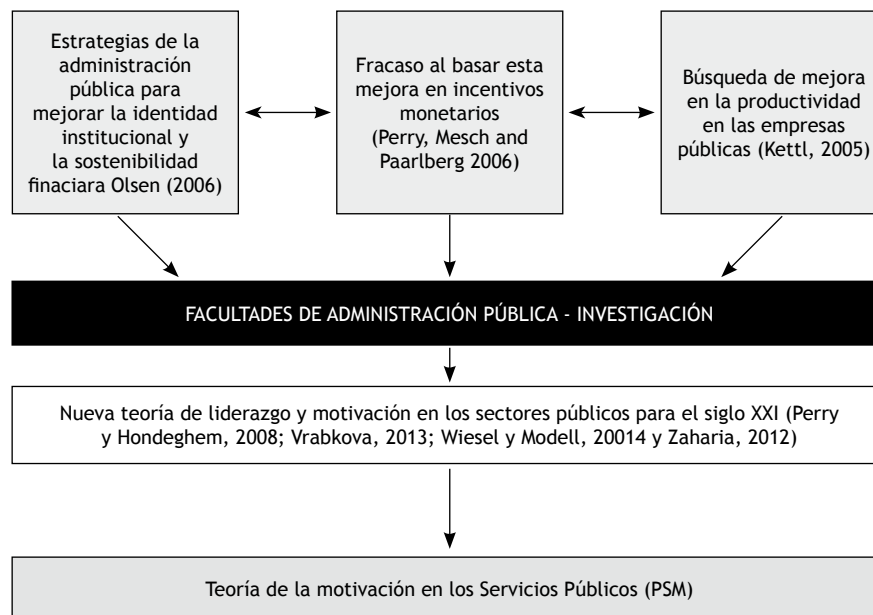 Estrategias de la
administración
pública para
mejorar la identidad
institucional y
la sostenibilidad
finaciara Olsen (2006)
Fracaso al basar esta
mejora en incentivos
monetarios
(Perry, Mesch and
Paarlberg 2006)
Búsqueda de mejora
en la productividad
en las empresas
públicas (Kettl, 2005)
FACULTADES DE ADMINISTRACIÓN PÚBLICA - INVESTIGACIÓN
Nueva teoría de liderazgo y motivación en los sectores públicos para el siglo XXI (Perry
y Hondeghem, 2008; Vrabkova, 2013; Wiesel y Modell, 20014 y Zaharia, 2012)
Teoría de la motivación en los Servicios Públicos (PSM)